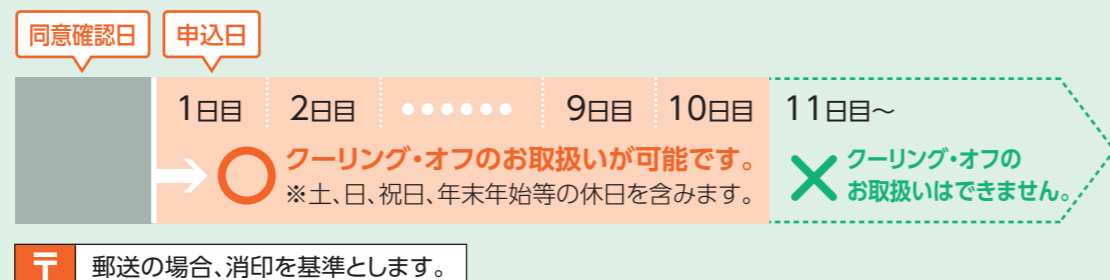 同意確認日
申込日
1日目
2日目
••••••
9日目
10日目
11日目～
クーリング・オフのお取扱いが可能です。
※土、日、祝日、年末年始等の休日を含みます。
クーリング・オフの
お取扱いはできません。
〒 郵送の場合、消印を基準とします。